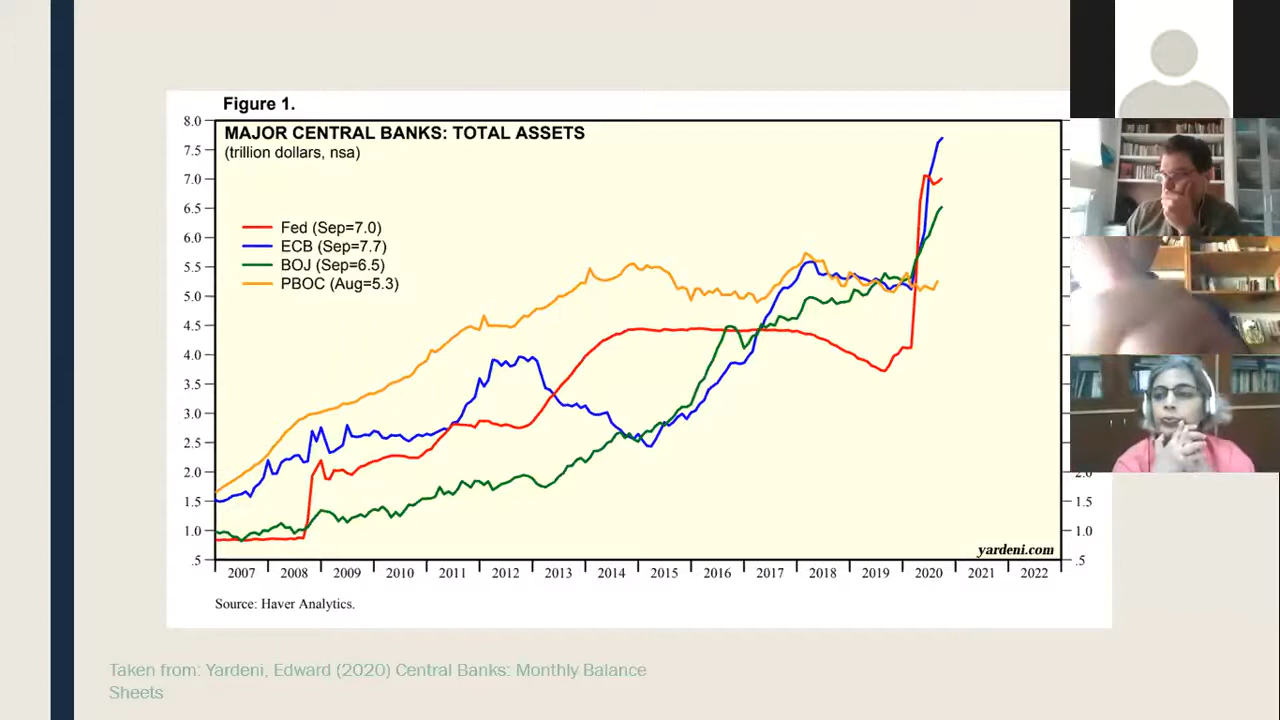 Figure 1.
8.0
MAJOR CENTRAL BANKS: TOTAL ASSETS
(trillion dollars, nsa)
7.5
7.0
6.5
6.0
5.5
5.0
4.5
4.0
3.5
3.0
2.5
2.0
1.5
1.0
.5
Fed (Sep=7.0)
ECB (Sep=7.7)
BOJ (Sep=6.5)
PBOC (Aug=5.3)
2.0
1.5
1.0
.5
yardeni.com
2007 2008 2009 2010 2011 2012 2013 2014 2015 2016 2017 2018 2019 2020 2021 2022
Source: Haver Analytics.
Taken from: Yardeni, Edward (2020) Central Banks: Monthly Balance
Sheets